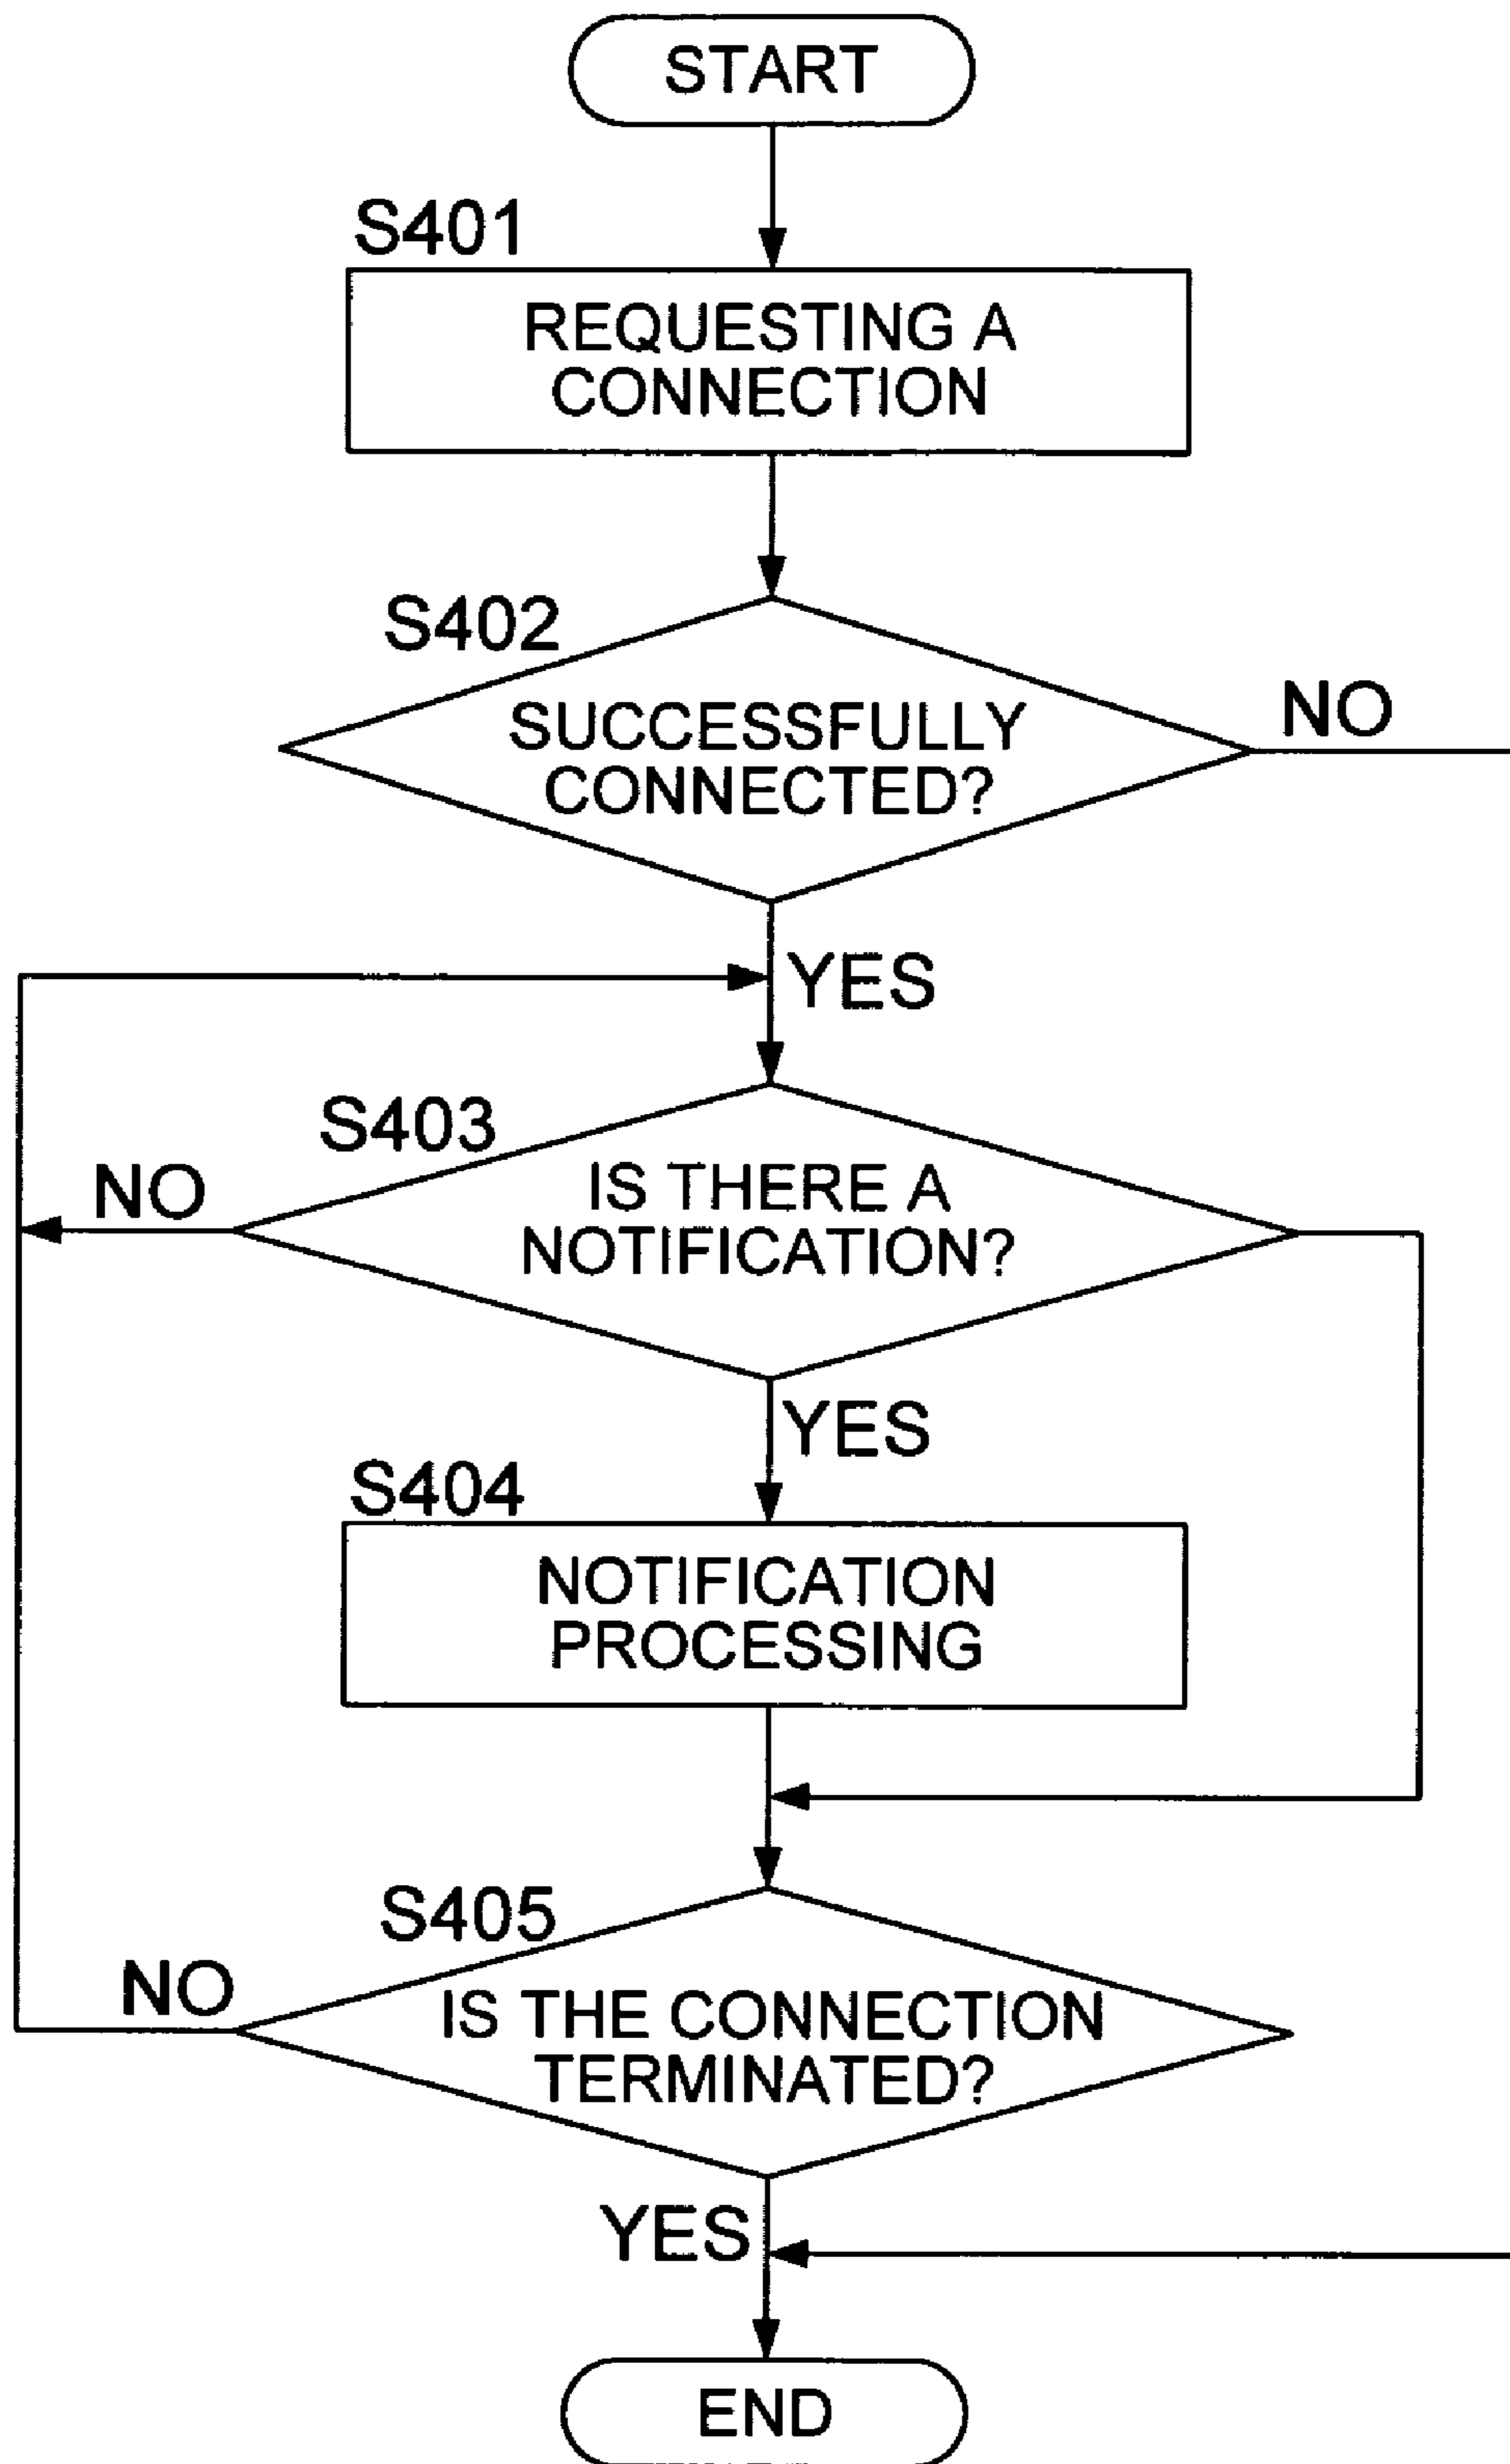 START
S401
REQUESTING A
CONNECTION
S402
SUCCESSFULLY
CONNECTED?
NO
YES
S403
NO
IS THERE A
NOTIFICATION?
YES
S404
NOTIFICATION
PROCESSING
S405
NO
IS THE CONNECTION
TERMINATED?
YES
END